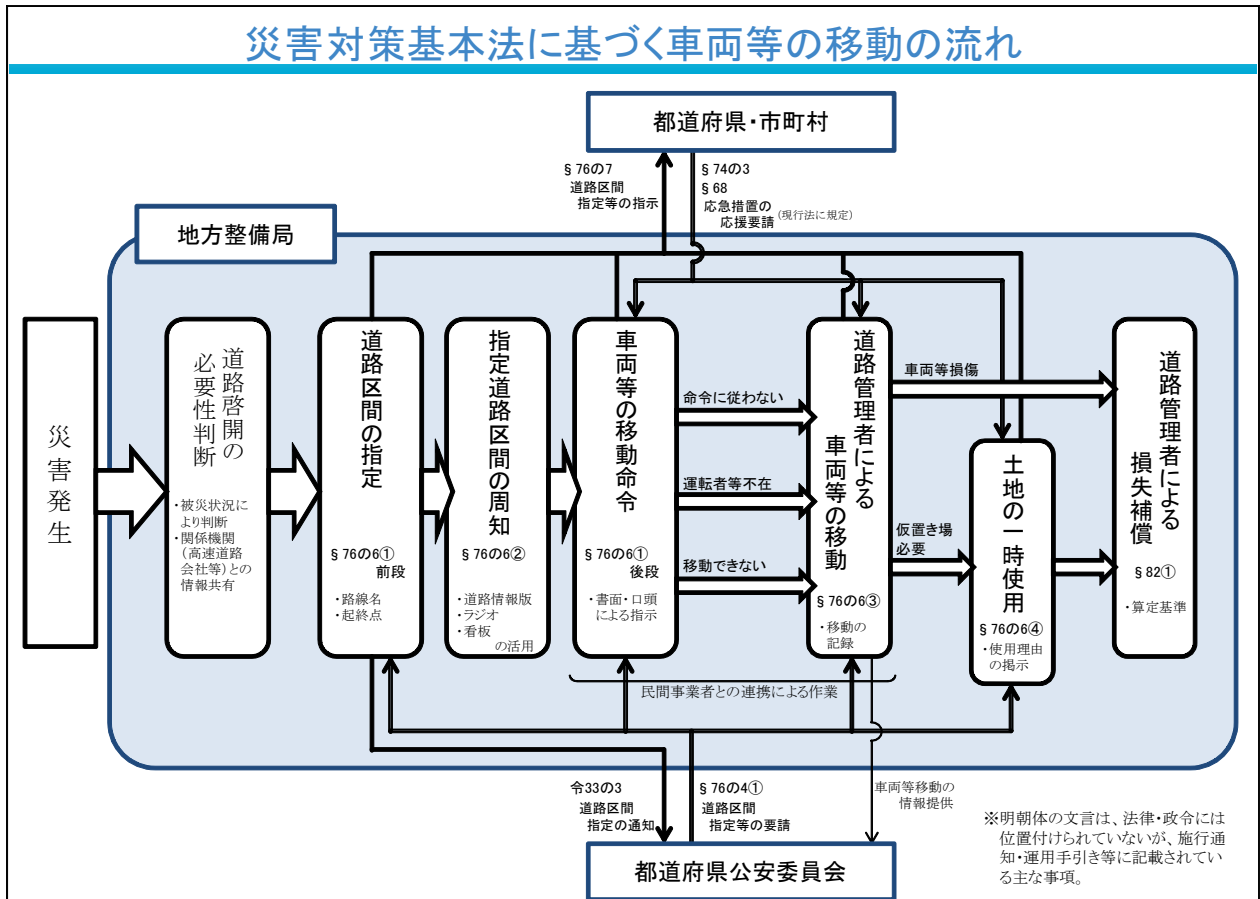 災害対策基本法に基づく車両等の移動の流れ
都道府県・市町村
§76の7
道路区間
指定等の指示
§74の3
§68
応急措置の
応援要請
(現行法に規定)
地方整備局
災害発生
道路啓開の
必要性判断
・被災状況に
より判断
・関係機関
(高速道路
会社等)との
情報共有
道路区間の指定
§76の6①
前段
・路線名
・起終点
指定道路区間の周知
§76の6②
・道路情報版
・ラジオ
・看板
の活用
車両等の移動命令
§76の6①
後段
・書面・口頭
による指示
命令に従わない
運転者等不在
移動できない
道路管理者による
車両等の移動
§76の6③
・移動の
記録
車両等損傷
仮置き場
必要
土地の一時使用
§76の6④
・使用理由
の掲示
道路管理者による
損失補償
§82①
・算定基準
民間事業者との連携による作業
令33の3
道路区間
指定の通知
§76の4①
道路区間
指定等の要請
車両等移動の
情報提供
都道府県公安委員会
※明朝体の文言は、法律・政令には
位置付けられていないが、施行通
知・運用手引き等に記載されてい
る主な事項。